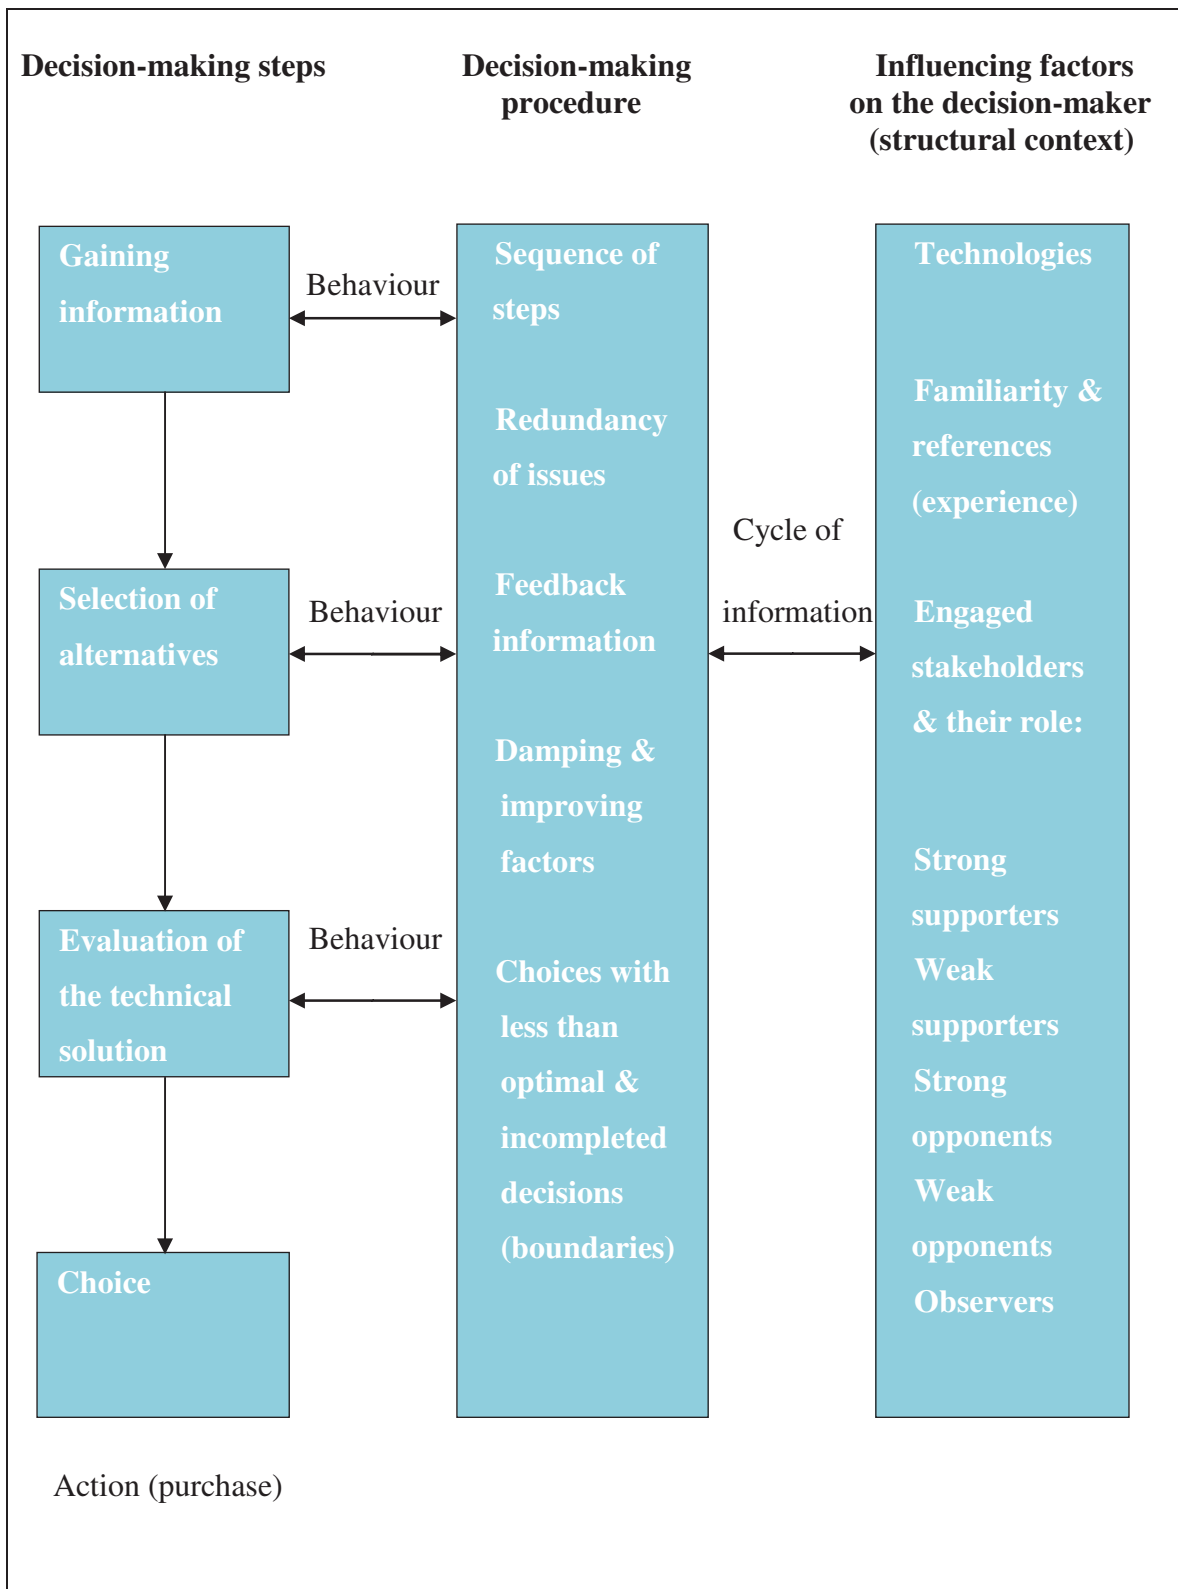 Decision-making steps
Decision-making
procedure
Influencing factors
on the decision-maker
(structural context)
Gaining
information
Behaviour
Selection of
alternatives
Behaviour
Evaluation of
the technical
solution
Behaviour
Choice
Action (purchase)
Sequence of
steps
Redundancy
of issues
Feedback
information
Damping &
improving
factors
Choices with
less than
optimal &
incompleted
decisions
(boundaries)
Cycle of
information
Technologies
Familiarity &
references
(experience)
Engaged
stakeholders
& their role:
Strong
supporters
Weak
supporters
Strong
opponents
Weak
opponents
Observers